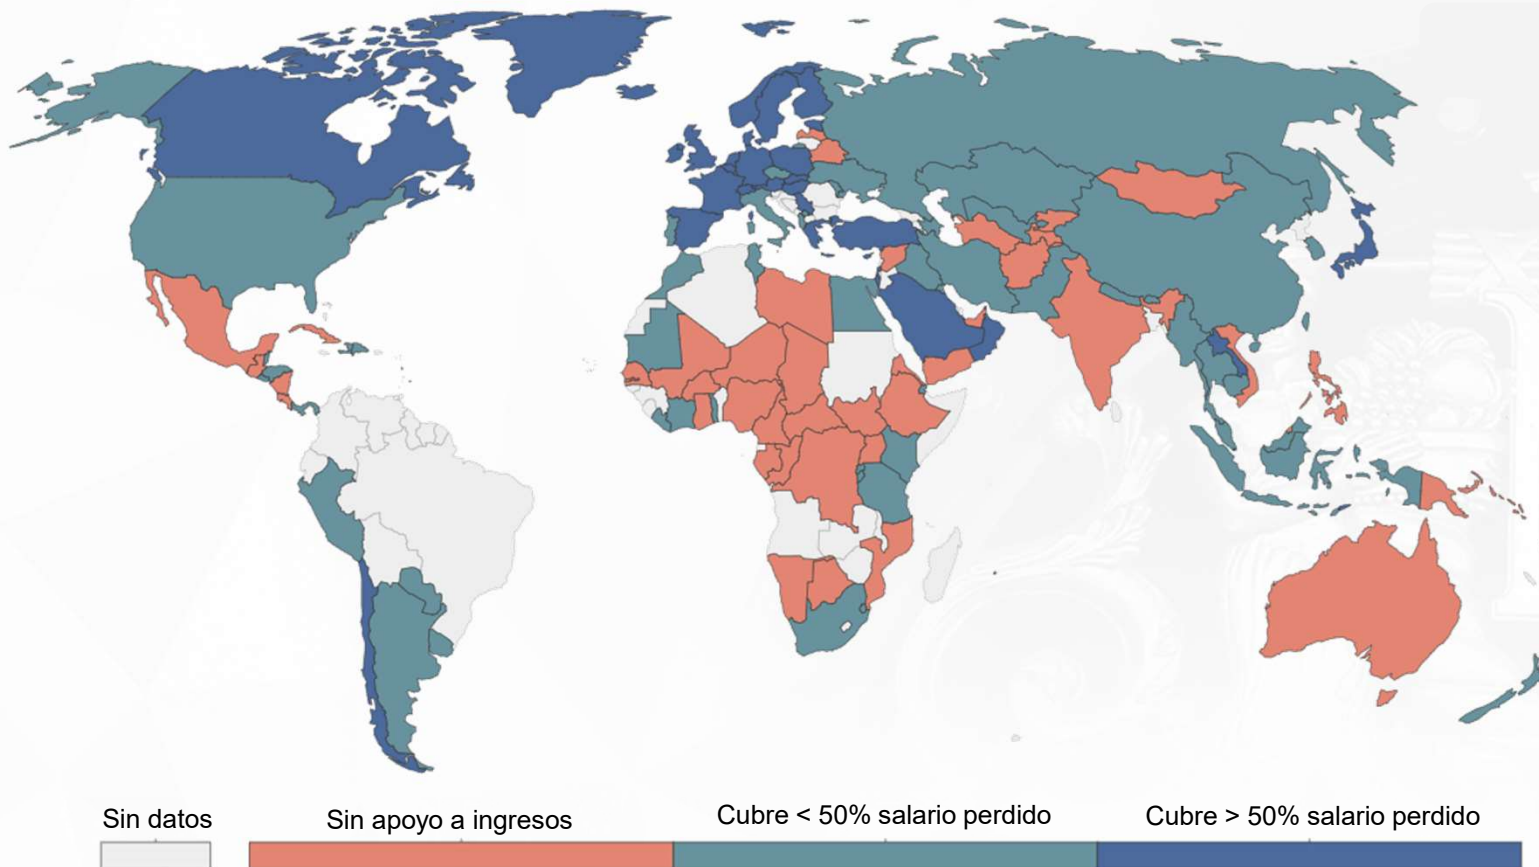 Sin datos
Sin apoyo a ingresos
Cubre < 50% salario perdido
Cubre > 50% salario perdido